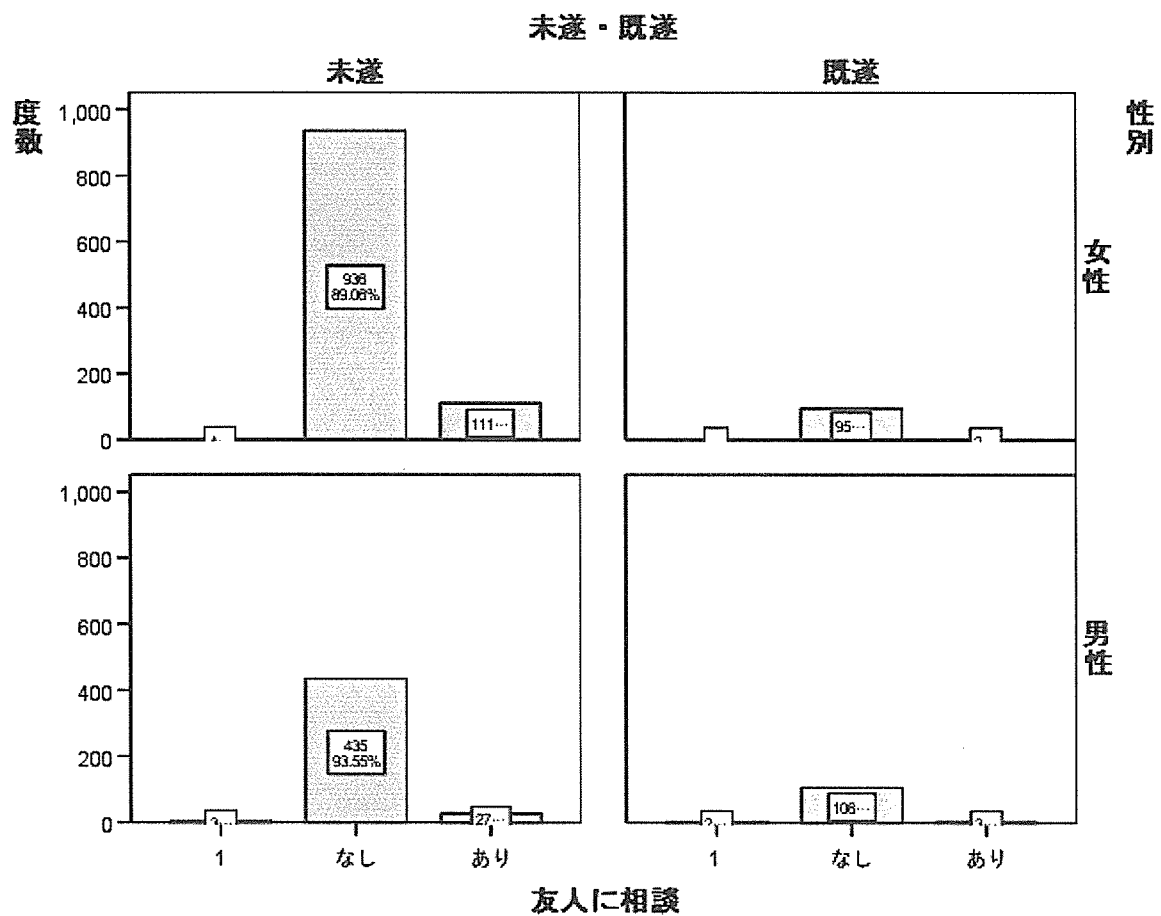 未遂・既遂
未遂
既遂
度数
性別
1,000
800
600
400
200
0
936
89.06%
111…
95…
女性
1,000
800
600
400
200
0
435
93.55%
27…
106…
男性
1
なし
あり
1
なし
あり
友人に相談